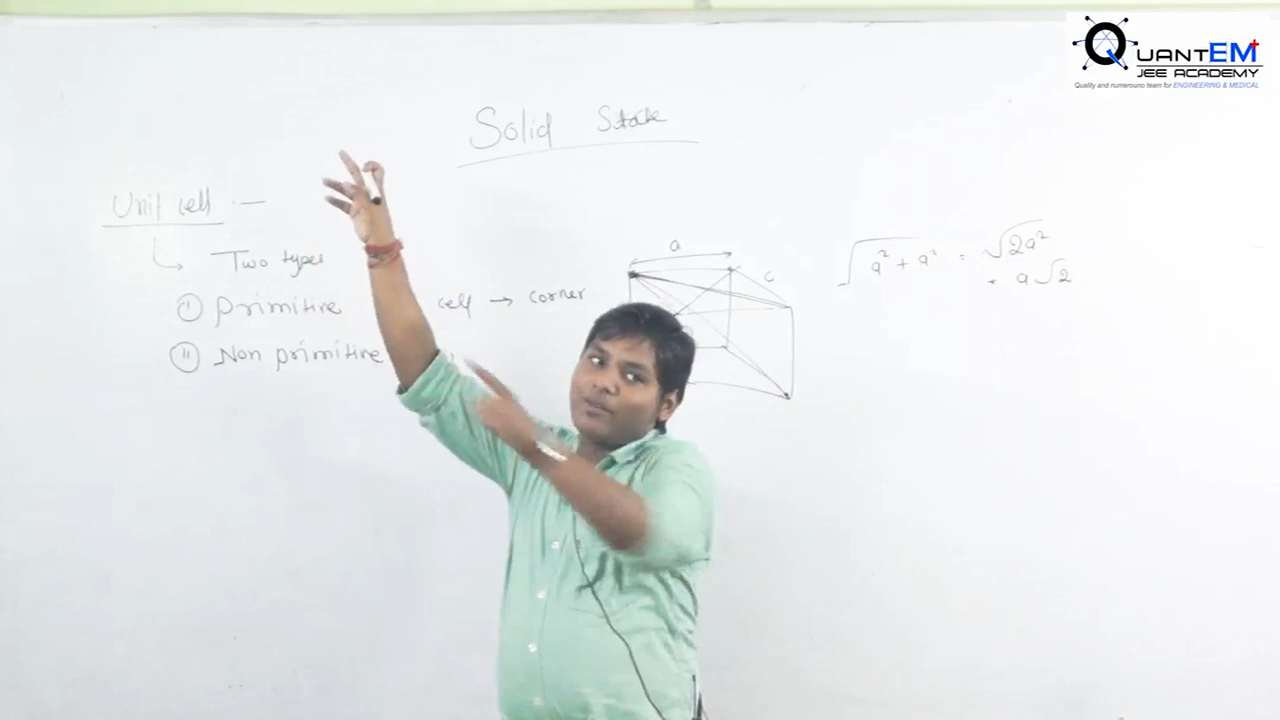 QUANTEM
JEE ACADEMY
Quality and numerouno team for ENGINEERING & MEDICAL
Solid State
Unit cell :-
Two types
(i) Primitive cell → corner
(ii) Non primitive
a
c
√a² + a² = √2a²
= a√2